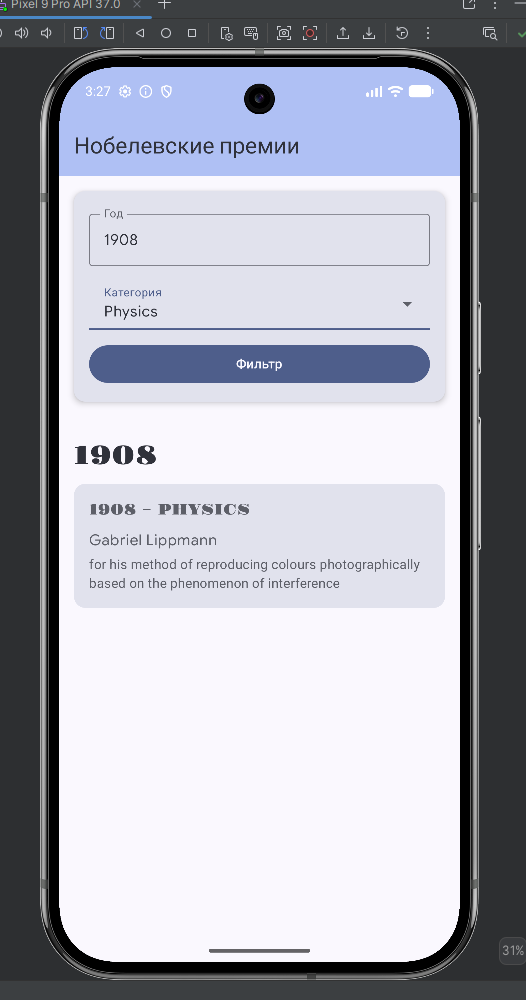 Pixel 9 Pro API 37.0
3:27
Нобелевские премии
Год
1908
Категория
Physics
Фильтр
1908
1908 – PHYSICS
Gabriel Lippmann
for his method of reproducing colours photographically
based on the phenomenon of interference
31%